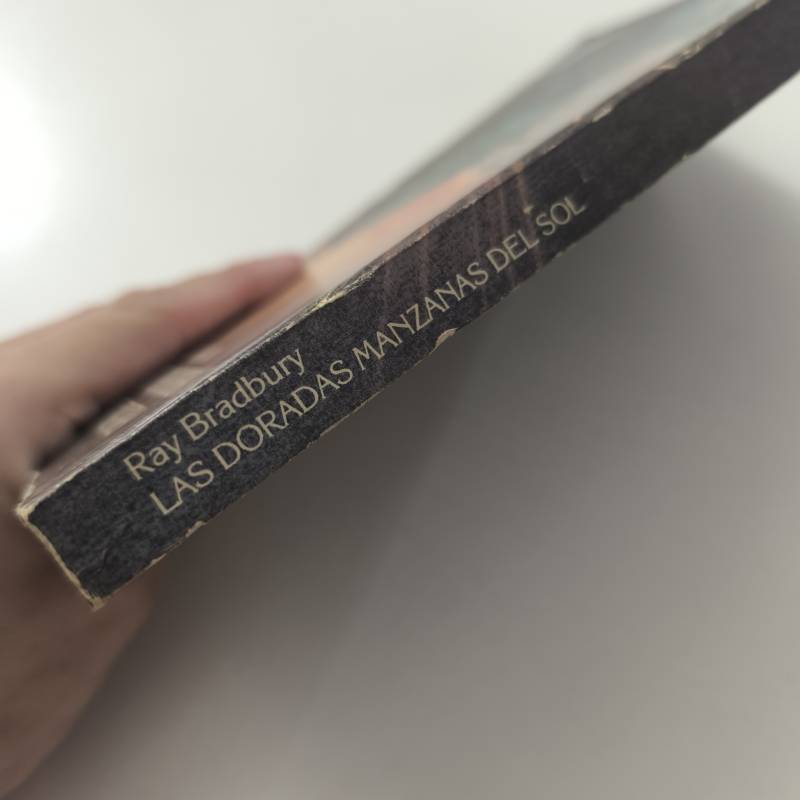 Ray Bradbury
LAS DORADAS MANZANAS DEL SOL